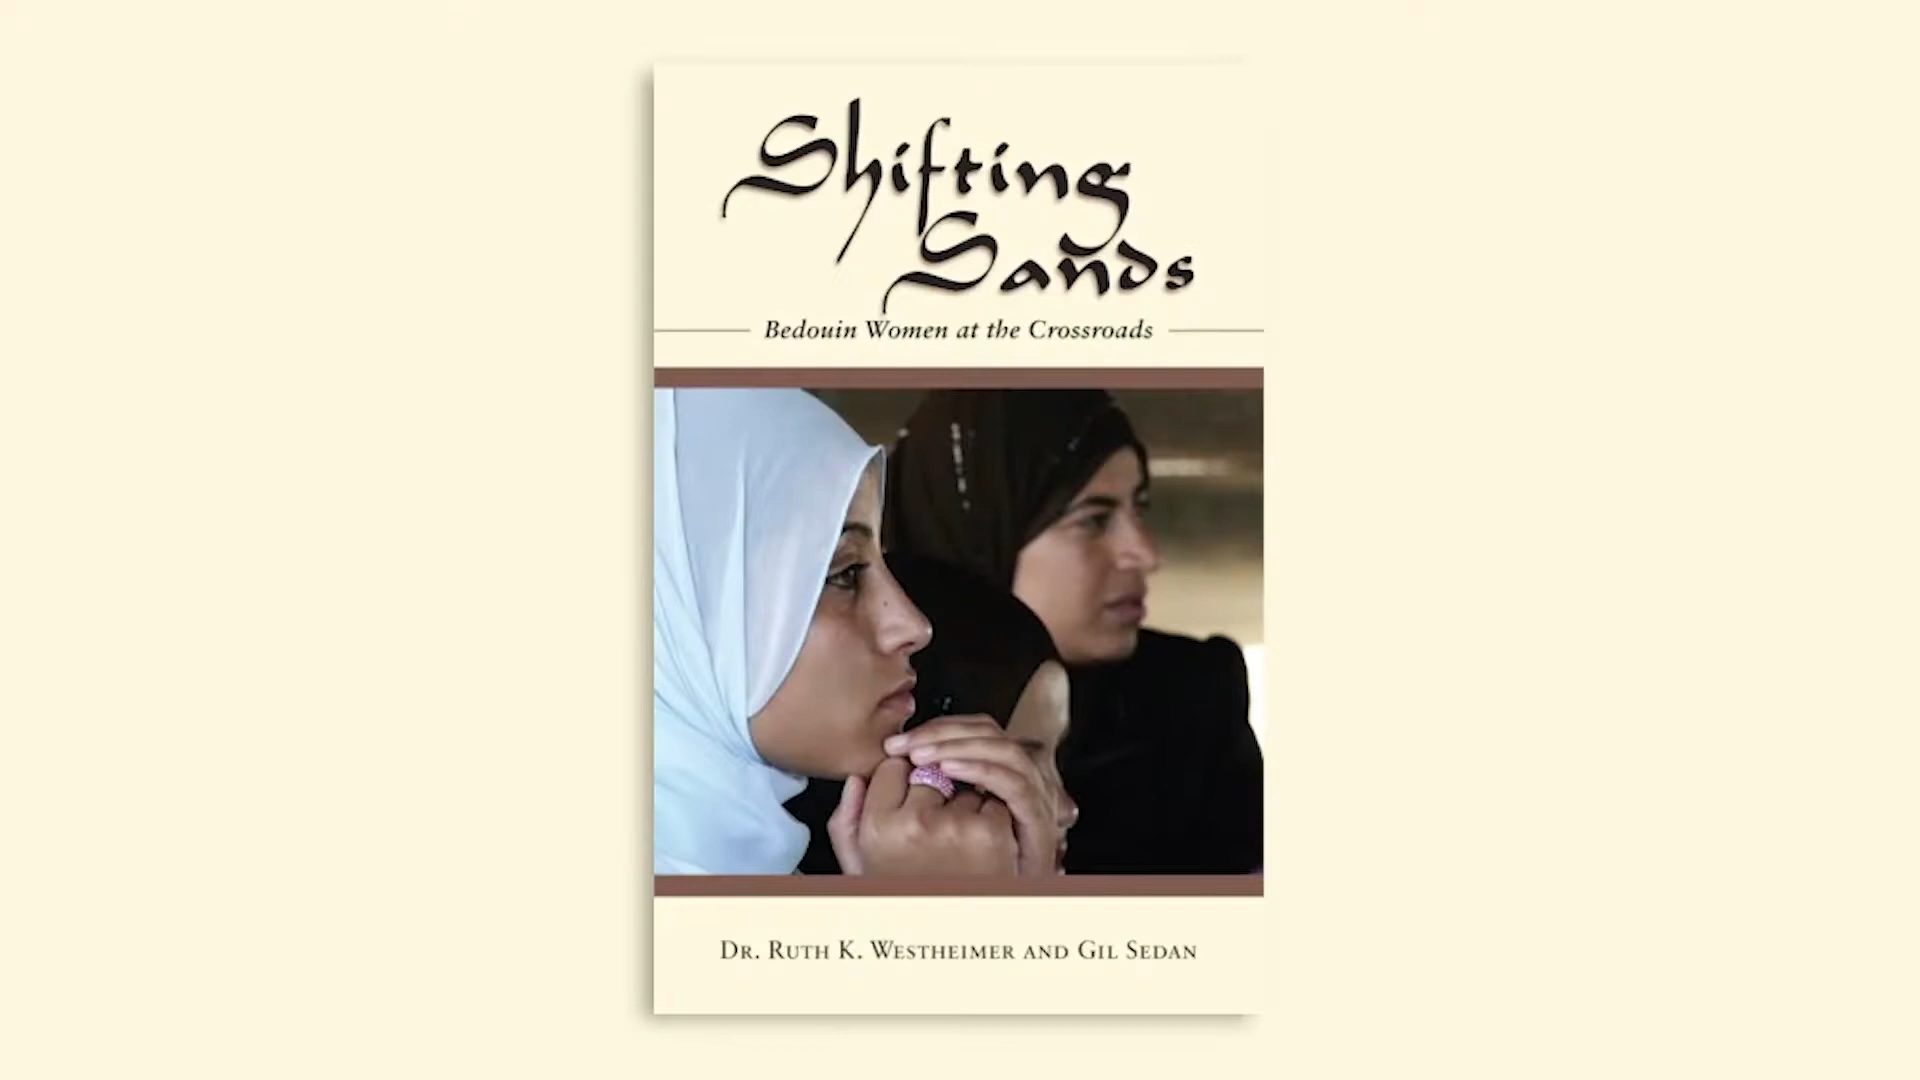 Shifting
Sands
Bedouin Women at the Crossroads
Dr. Ruth K. Westheimer and Gil Sedan